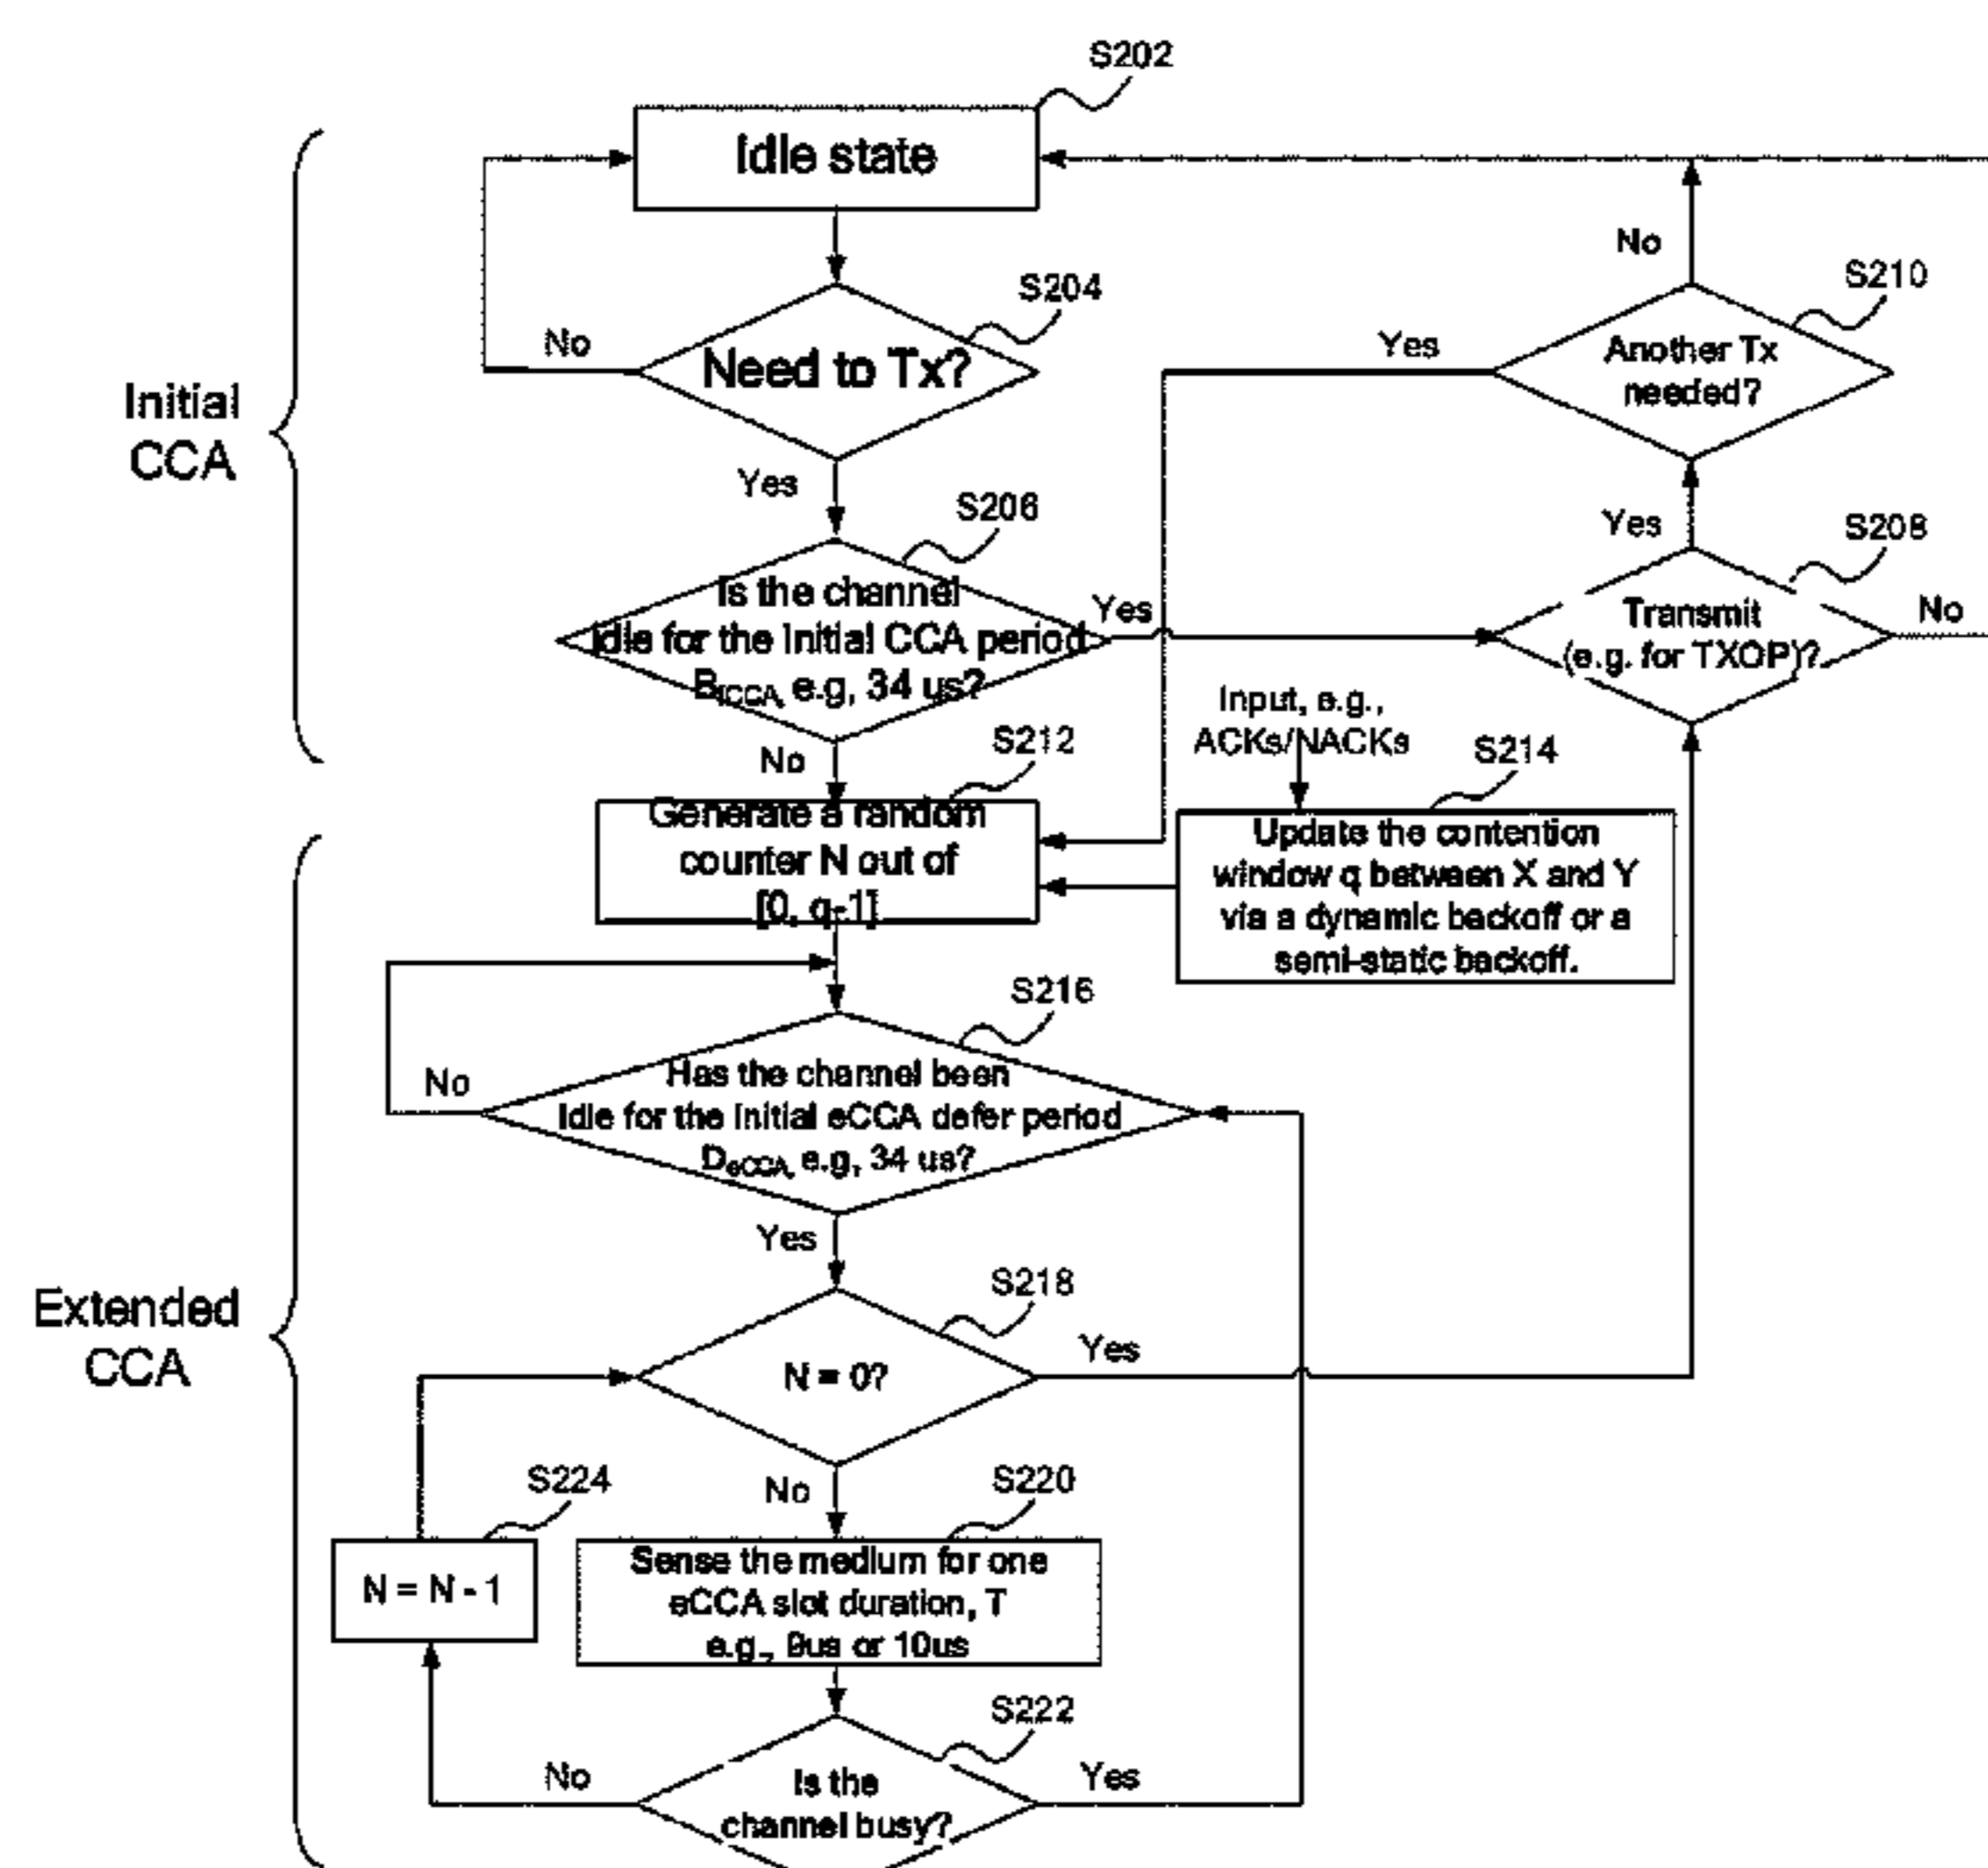 S202
Idle state
No
S210
S204
No
Need to Tx?
Yes
Another Tx
needed?
Initial
CCA
Yes
S206
Yes
S208
Is the channel
Idle for the Initial CCA period
BICCA, e.g, 34 us?
Yes
Transmit
(e.g. for TXOP)?
No
Input, e.g.,
ACKs/NACKs
No
S212
S214
Generate a random
counter N out of
[0, q-1]
Update the contention
window q between X and Y
via a dynamic backoff or a
semi-static backoff.
S216
No
Has the channel been
Idle for the Initial eCCA defer period
DeCCA, e.g, 34 us?
Yes
S218
Extended
CCA
N = 0?
Yes
S224
No
S220
N = N - 1
Sense the medium for one
eCCA slot duration, T
e.g., 9us or 10us
S222
No
Is the
channel busy?
Yes